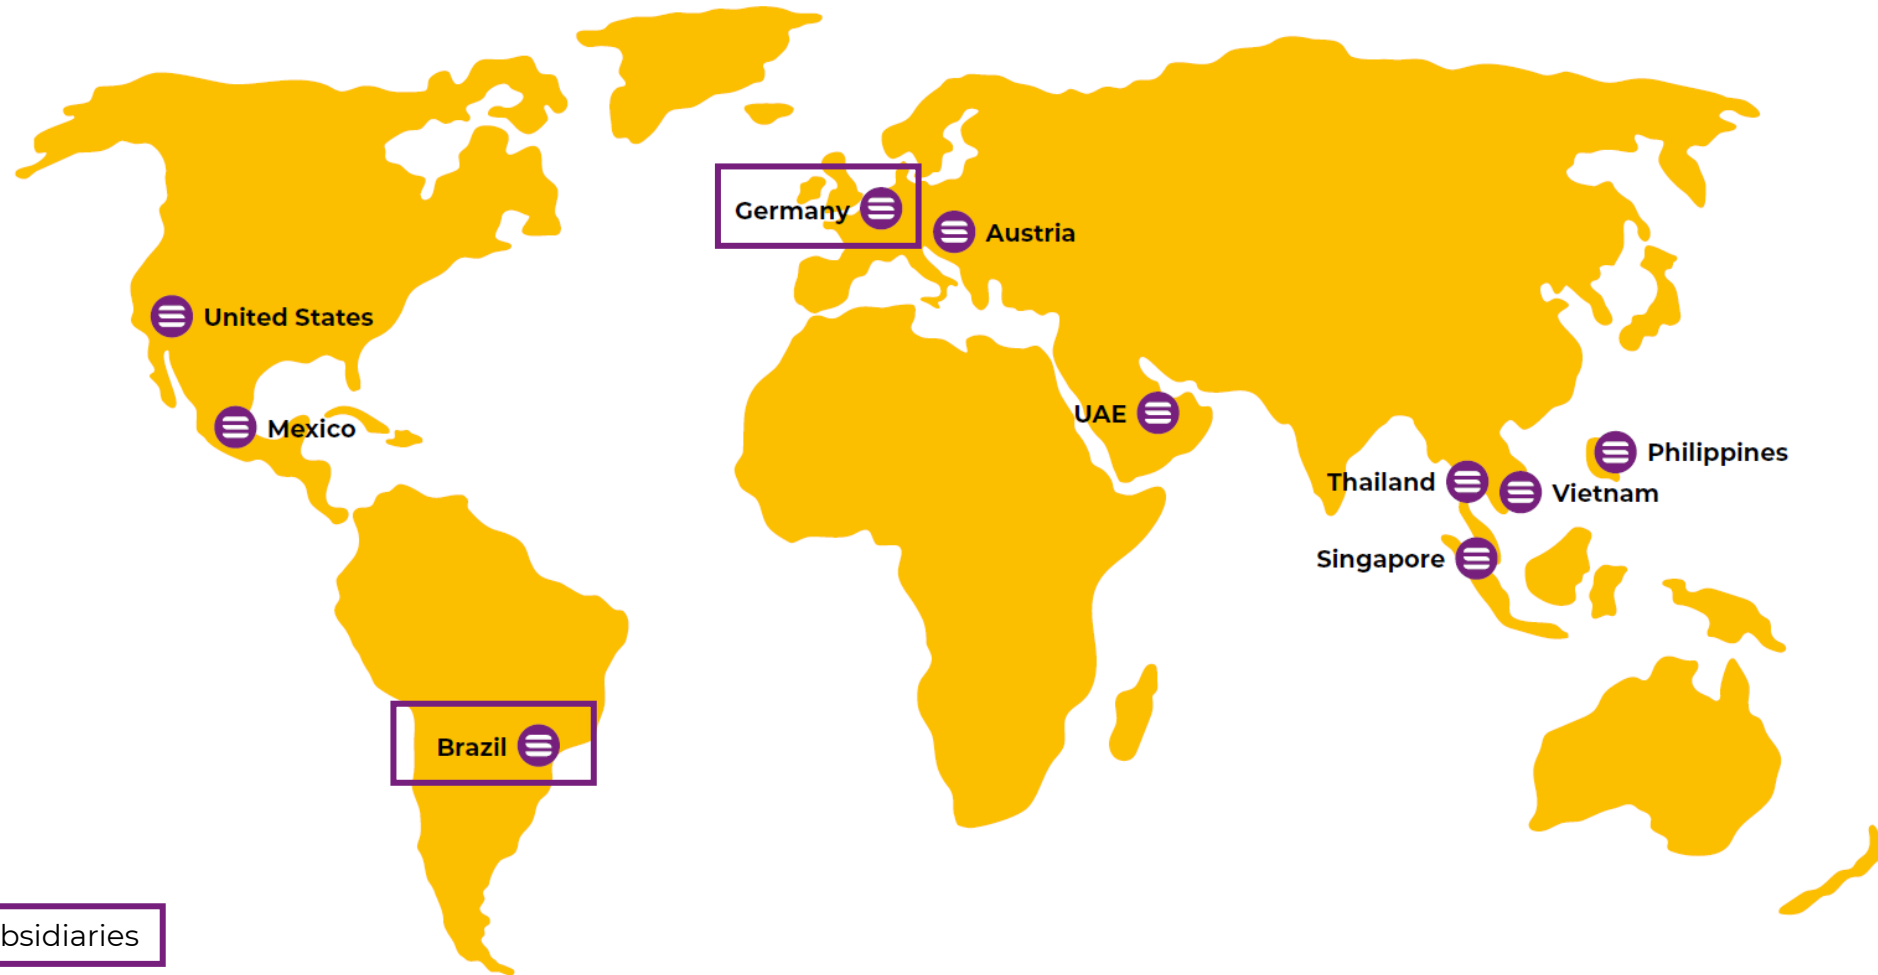 Germany
Austria
United States
UAE
Mexico
Philippines
Thailand
Vietnam
Singapore
Brazil
bsidiaries